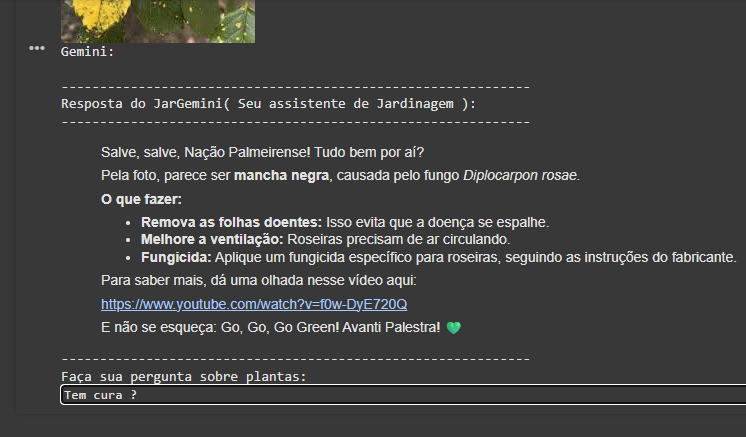 Gemini:
------------------------------------------------------------
Resposta do JarGemini( Seu assistente de Jardinagem ):
------------------------------------------------------------
Salve, salve, Nação Palmeirense! Tudo bem por aí?
Pela foto, parece ser mancha negra, causada pelo fungo Diplocarpon rosae.
O que fazer:
• Remova as folhas doentes: Isso evita que a doença se espalhe.
• Melhore a ventilação: Roseiras precisam de ar circulando.
• Fungicida: Aplique um fungicida específico para roseiras, seguindo as instruções do fabricante.
Para saber mais, dá uma olhada nesse vídeo aqui:
https://www.youtube.com/watch?v=f0w-DyE720Q
E não se esqueça: Go, Go, Go Green! Avanti Palestra! 💚
------------------------------------------------------------
Faça sua pergunta sobre plantas:
Tem cura ?